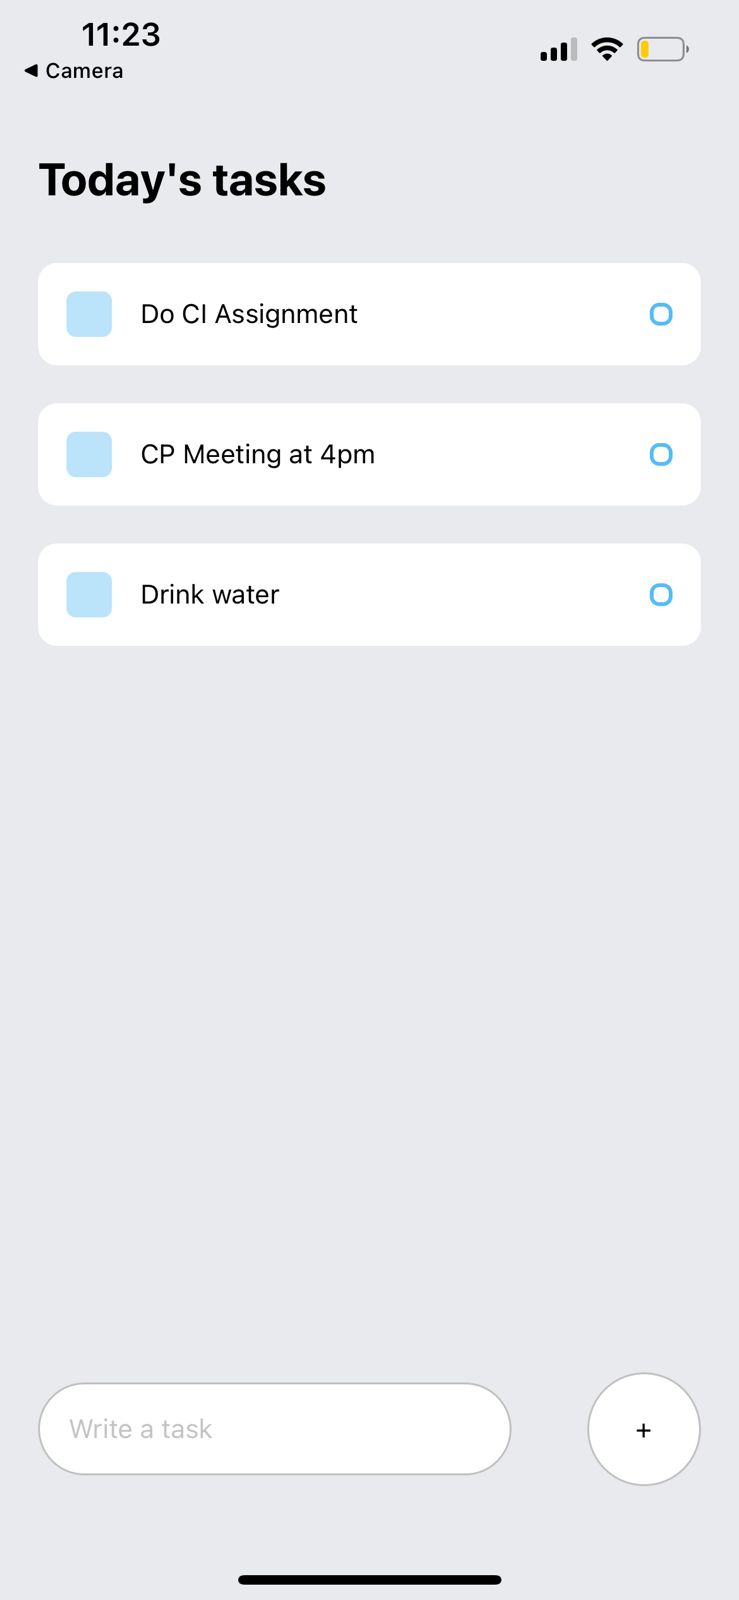 11:23
◀ Camera
Today's tasks
Do CI Assignment
CP Meeting at 4pm
Drink water
Write a task
+